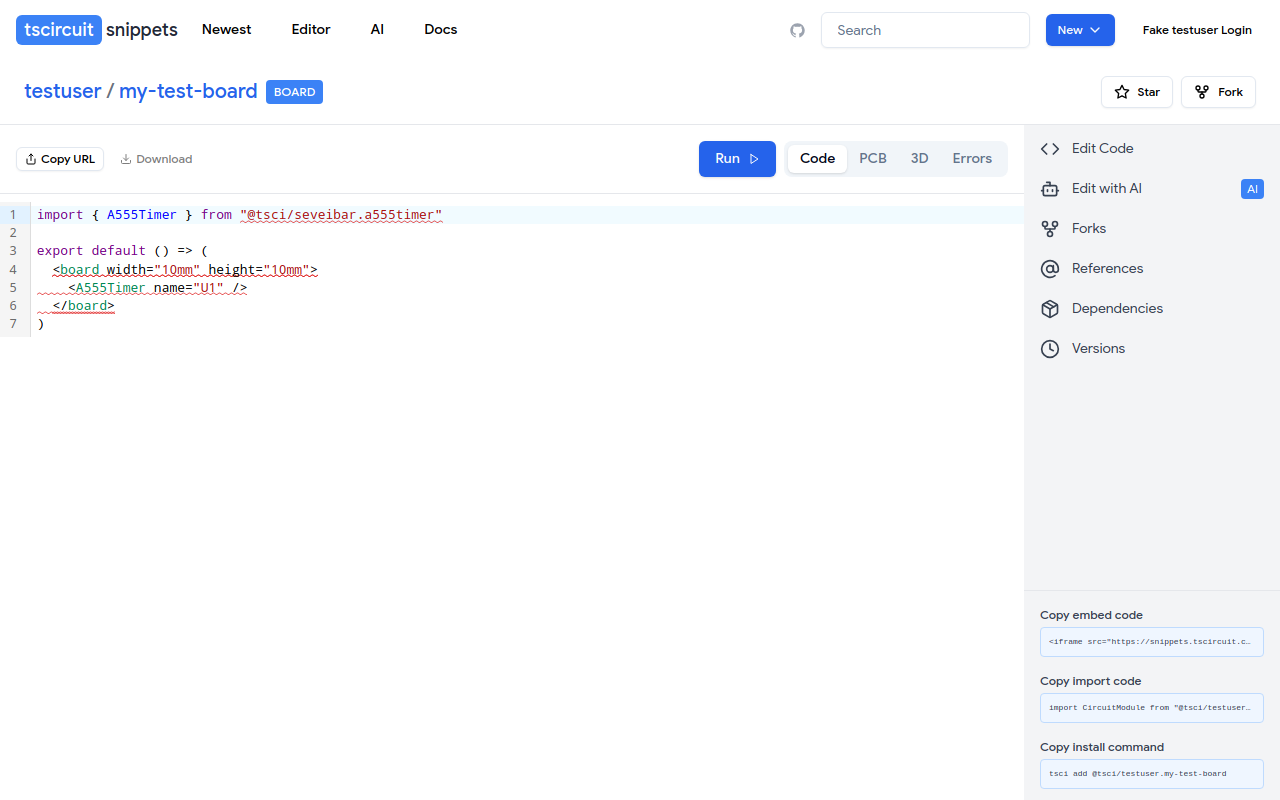 tscircuit snippets Newest Editor AI Docs Search New Fake testuser Login
testuser / my-test-board BOARD Star Fork
Copy URL Download Run Code PCB 3D Errors
1 import { A555Timer } from "@tsci/seveibar.a555timer"
2
3 export default () => (
4 <board width="10mm" height="10mm">
5 <A555Timer name="U1" />
6 </board>
7 )
Edit Code
Edit with AI AI
Forks
References
Dependencies
Versions
Copy embed code
<iframe src="https://snippets.tscircuit.c…
Copy import code
import CircuitModule from "@tsci/testuser…
Copy install command
tsci add @tsci/testuser.my-test-board